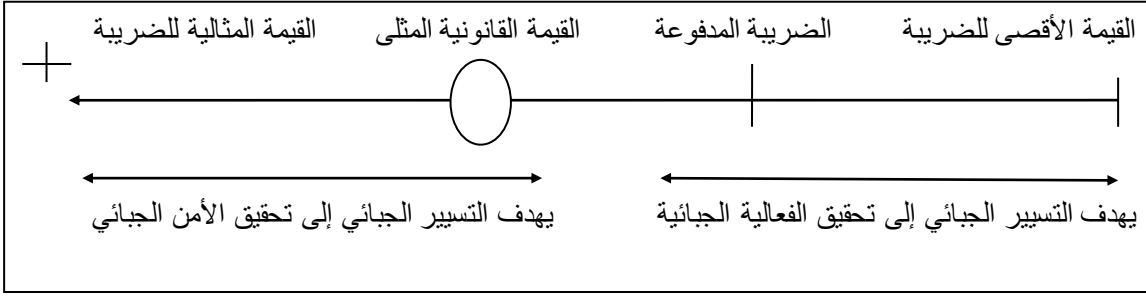 القيمة الأقصى للضريبة الضريبة المدفوعة القيمة القانونية المثلى القيمة المثالية للضريبة
يهدف التسيير الجبائي إلى تحقيق الفعالية الجبائية يهدف التسيير الجبائي إلى تحقيق الأمن الجبائي